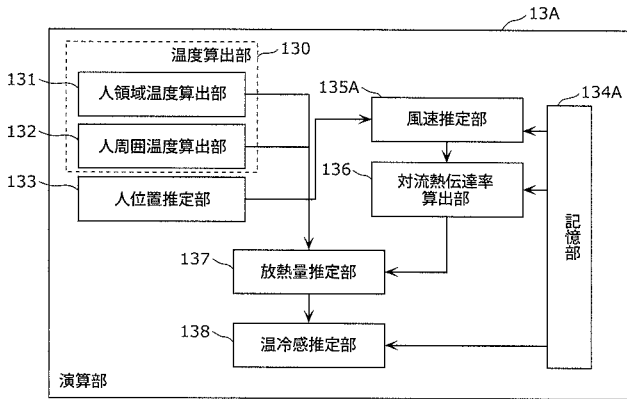 13A
温度算出部
130
131
人領域温度算出部
132
人周囲温度算出部
133
人位置推定部
135A
風速推定部
134A
136
対流熱伝達率
算出部
記憶部
137
放熱量推定部
138
温冷感推定部
演算部